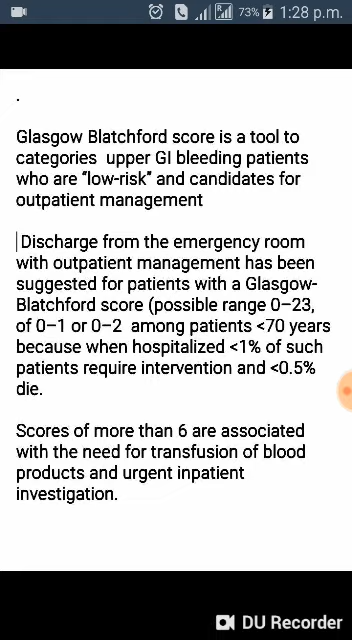 73% 1:28 p.m.
.
Glasgow Blatchford score is a tool to
categories upper GI bleeding patients
who are “low-risk” and candidates for
outpatient management
Discharge from the emergency room
with outpatient management has been
suggested for patients with a Glasgow-
Blatchford score (possible range 0–23,
of 0–1 or 0–2 among patients <70 years
because when hospitalized <1% of such
patients require intervention and <0.5%
die.
Scores of more than 6 are associated
with the need for transfusion of blood
products and urgent inpatient
investigation.
DU Recorder